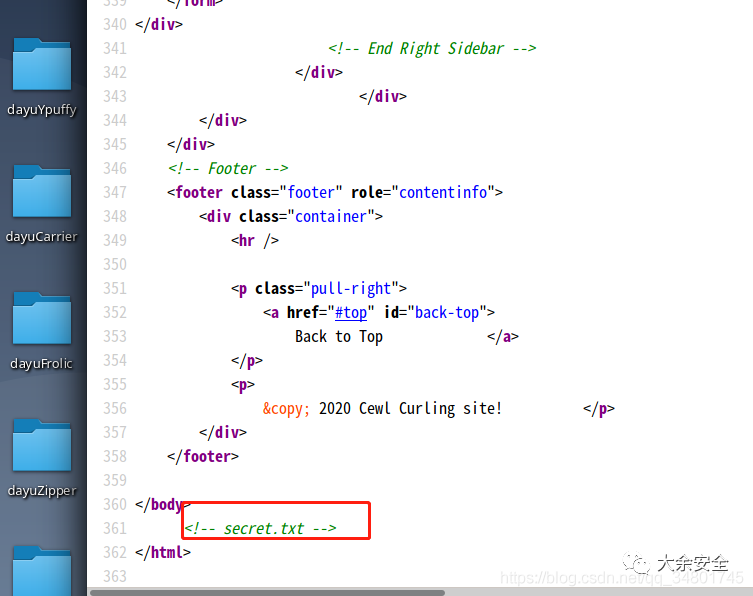 dayuYpuffy
dayuCarrier
dayuFrolic
dayuZipper
339 </form>
340 </div>
341 <!-- End Right Sidebar -->
342 </div>
343 </div>
344 </div>
345 </div>
346 <!-- Footer -->
347 <footer class="footer" role="contentinfo">
348 <div class="container">
349 <hr />
350
351 <p class="pull-right">
352 <a href="#top" id="back-top">
353 Back to Top </a>
354 </p>
355 <p>
356 &copy; 2020 Cewl Curling site! </p>
357 </div>
358 </footer>
359
360 </body>
361 <!-- secret.txt -->
362 </html>
363
大余安全
https://blog.csdn.net/qq_34801745